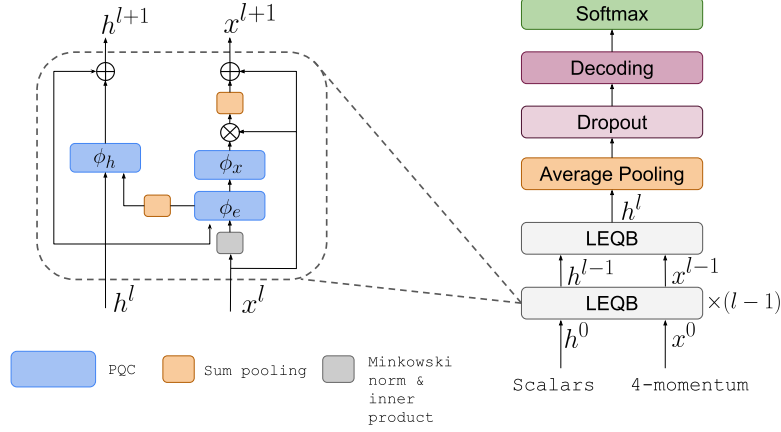 h^{l+1}
x^{l+1}
ϕ_h
ϕ_x
ϕ_e
h^l
x^l
PQC
Sum pooling
Minkowski
norm &
inner
product
Softmax
Decoding
Dropout
Average Pooling
h^l
LEQB
h^{l-1}
x^{l-1}
LEQB
×(l − 1)
h^0
x^0
Scalars
4-momentum